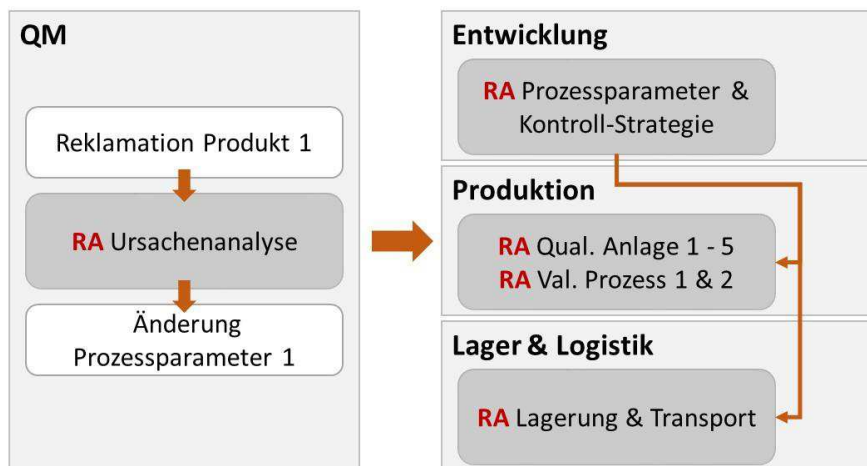 QM
Reklamation Produkt 1
RA Ursachenanalyse
Änderung
Prozessparameter 1
Entwicklung
RA Prozessparameter &
Kontroll-Strategie
Produktion
RA Qual. Anlage 1 - 5
RA Val. Prozess 1 & 2
Lager & Logistik
RA Lagerung & Transport